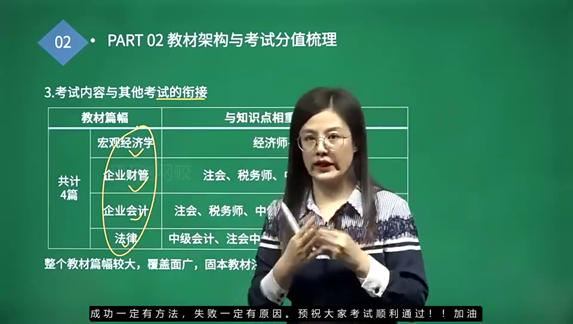 02
• PART 02 教材架构与考试分值梳理
3.考试内容与其他考试的衔接
教材篇幅
与知识点相重
共计
4篇
宏观经济学
经济师
企业财管
注会、税务师、中
企业会计
注会、税务师、中
法律
中级会计、注会中
整个教材篇幅较大，覆盖面广，固本教材
成功一定有方法，失败一定有原因。预祝大家考试顺利通过！！加油